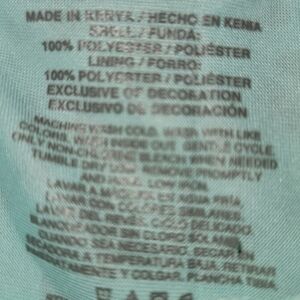 MADE IN KENYA / HECHO EN KENIA
SHELL / FUNDA:
100% POLYESTER / POLIÉSTER
LINING / FORRO:
100% POLYESTER / POLIÉSTER
EXCLUSIVE OF DECORATION
EXCLUSIVO DE DECORACIÓN
MACHINE WASH COLD, WASH WITH LIKE
COLORS, WASH INSIDE OUT, GENTLE CYCLE,
ONLY NON-CHLORINE BLEACH WHEN NEEDED
TUMBLE DRY LOW, REMOVE PROMPTLY
AND HANG, LOW IRON.
LAVAR A MÁQUINA EN AGUA FRÍA
LAVAR CON COLORES SIMILARES,
LAVAR DEL REVÉS, CICLO DELICADO,
BLANQUEADOR SIN CLORO SOLAMENTE
CUANDO SEA NECESARIO, SECAR EN
SECADORA A TEMPERATURA BAJA, RETIRAR
Y COLGAR, PLANCHA TIBIA